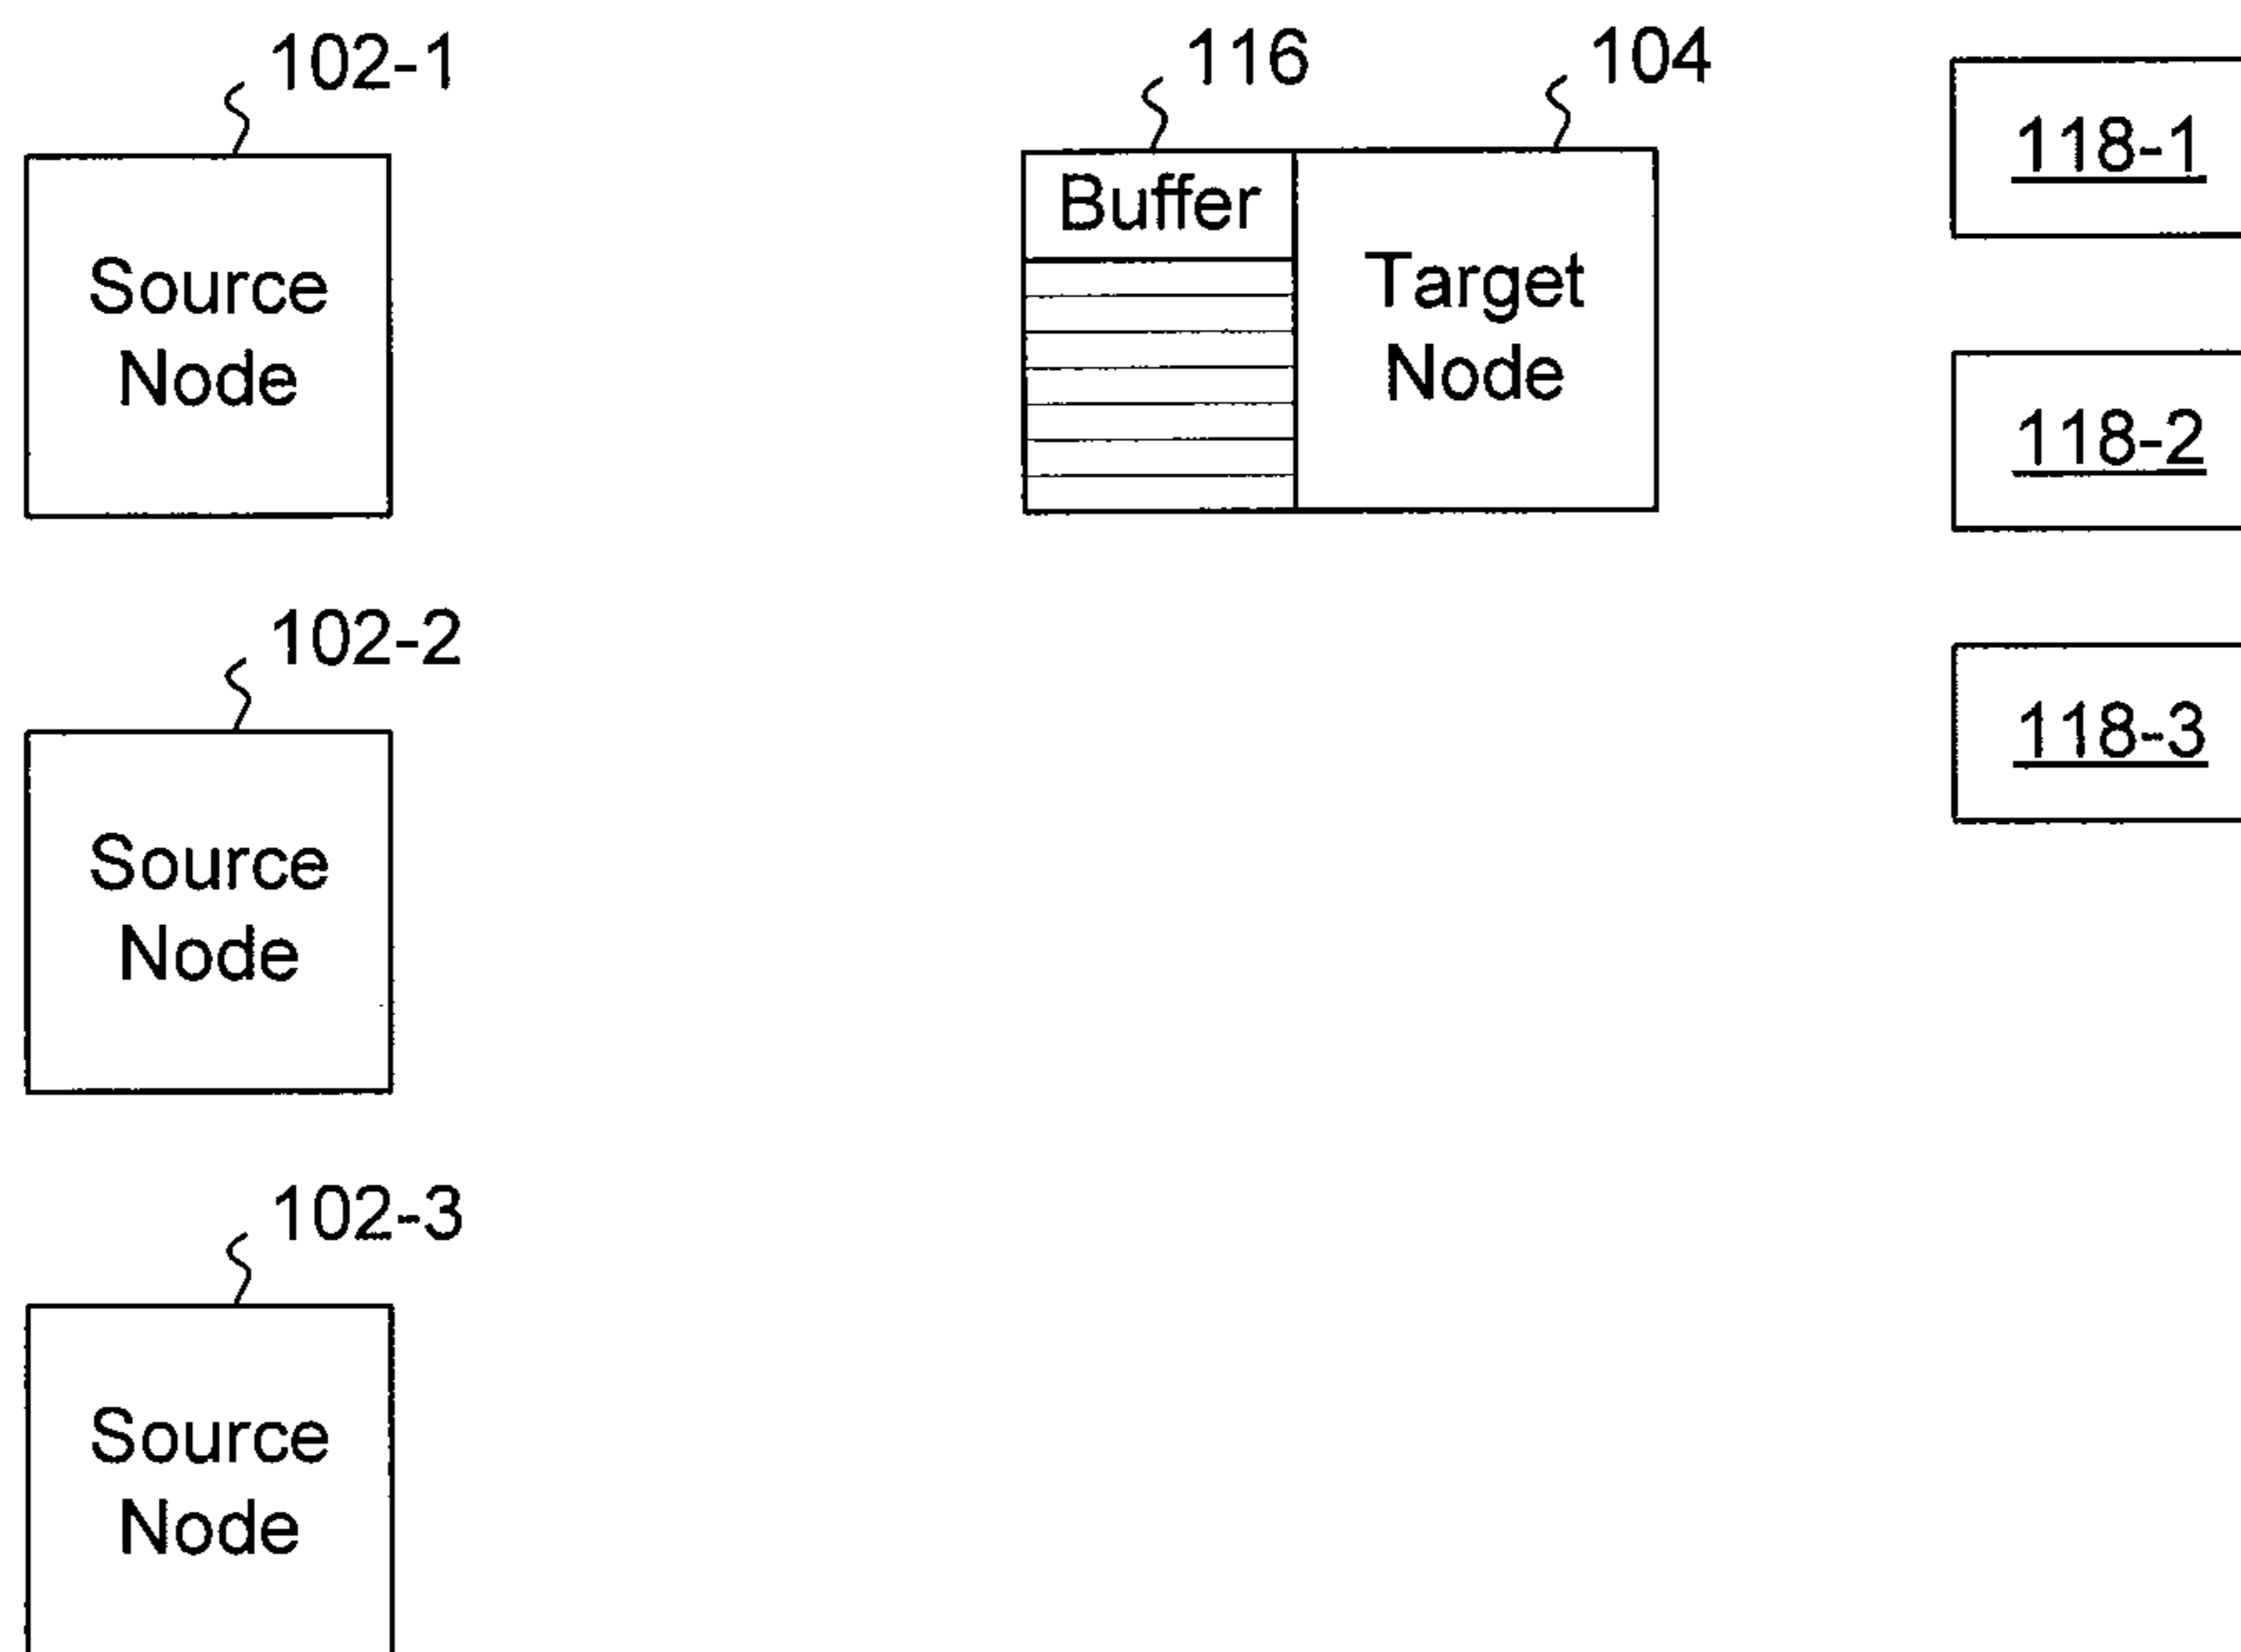 102-1
Source
Node
102-2
Source
Node
102-3
Source
Node
116
104
Buffer
Target
Node
118-1
118-2
118-3